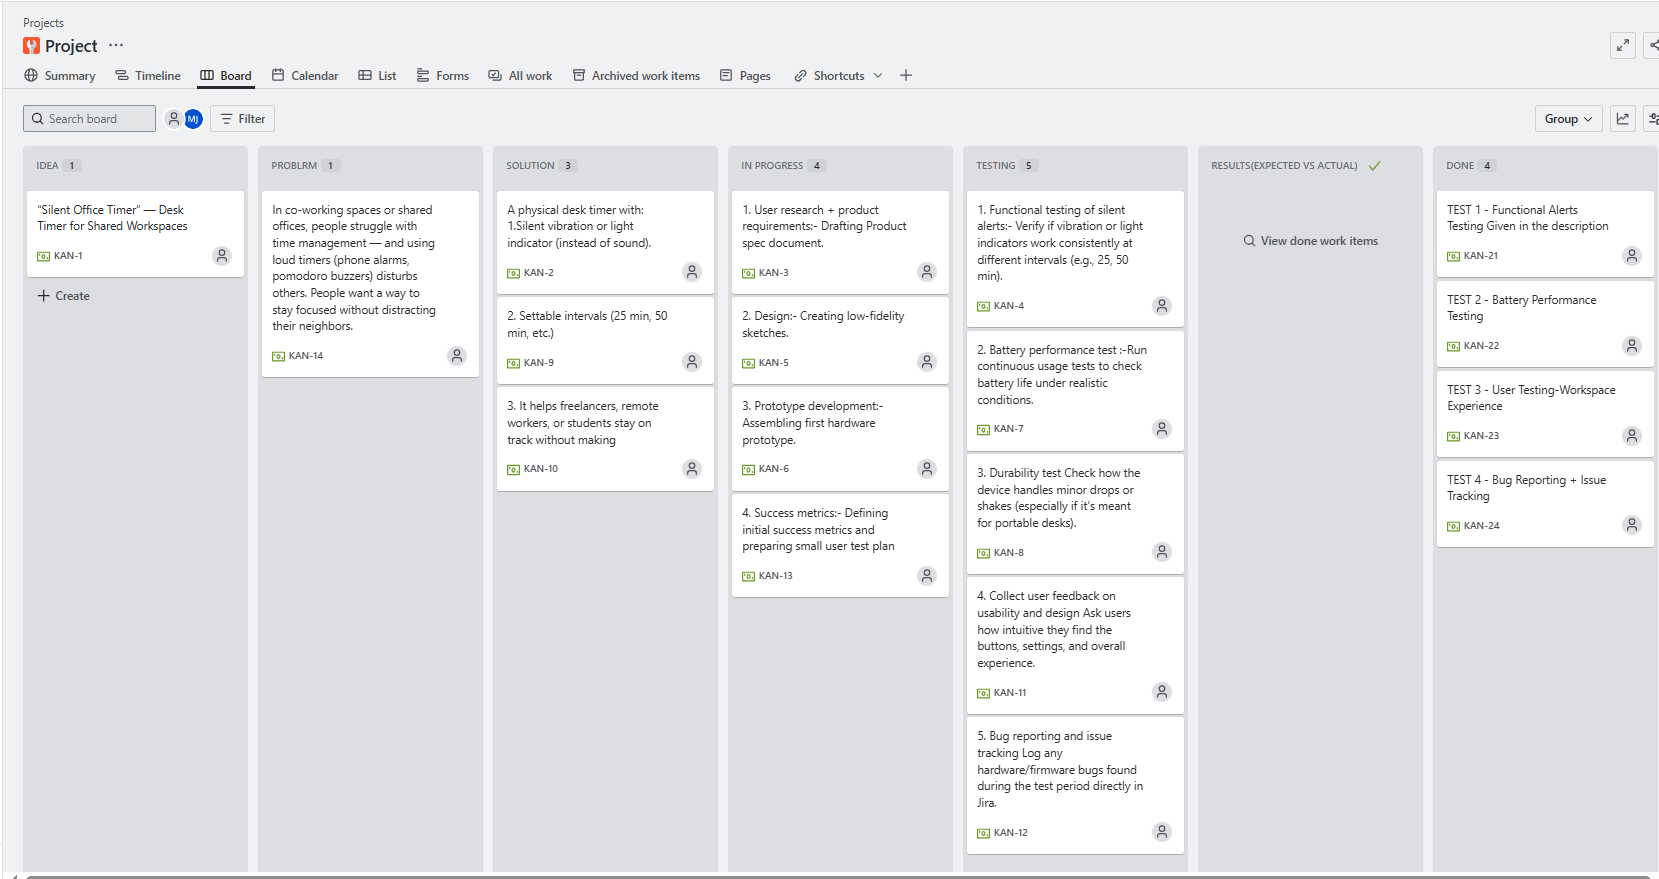 Projects
Project
Summary
Timeline
Board
Calendar
List
Forms
All work
Archived work items
Pages
Shortcuts
Search board
MJ
Filter
Group
IDEA 1
“Silent Office Timer” — Desk
Timer for Shared Workspaces
KAN-1
Create
PROBLRM 1
In co-working spaces or shared
offices, people struggle with
time management — and using
loud timers (phone alarms,
pomodoro buzzers) disturbs
others. People want a way to
stay focused without distracting
their neighbors.
KAN-14
SOLUTION 3
A physical desk timer with:
1.Silent vibration or light
indicator (instead of sound).
KAN-2
2. Settable intervals (25 min, 50
min, etc.)
KAN-9
3. It helps freelancers, remote
workers, or students stay on
track without making
KAN-10
IN PROGRESS 4
1. User research + product
requirements:- Drafting Product
spec document.
KAN-3
2. Design:- Creating low-fidelity
sketches.
KAN-5
3. Prototype development:-
Assembling first hardware
prototype.
KAN-6
4. Success metrics:- Defining
initial success metrics and
preparing small user test plan
KAN-13
TESTING 5
1. Functional testing of silent
alerts:- Verify if vibration or light
indicators work consistently at
different intervals (e.g., 25, 50
min).
KAN-4
2. Battery performance test :-Run
continuous usage tests to check
battery life under realistic
conditions.
KAN-7
3. Durability test Check how the
device handles minor drops or
shakes (especially if it’s meant
for portable desks).
KAN-8
4. Collect user feedback on
usability and design Ask users
how intuitive they find the
buttons, settings, and overall
experience.
KAN-11
5. Bug reporting and issue
tracking Log any
hardware/firmware bugs found
during the test period directly in
Jira.
KAN-12
RESULTS(EXPECTED VS ACTUAL)
View done work items
DONE 4
TEST 1 - Functional Alerts
Testing Given in the description
KAN-21
TEST 2 - Battery Performance
Testing
KAN-22
TEST 3 - User Testing-Workspace
Experience
KAN-23
TEST 4 - Bug Reporting + Issue
Tracking
KAN-24